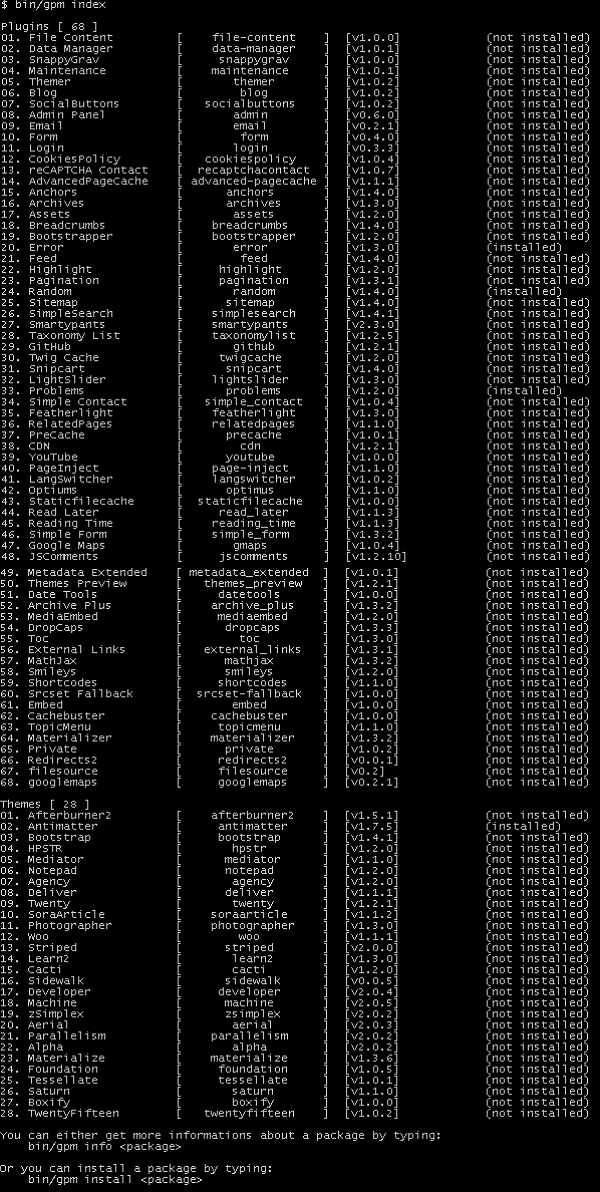 $ bin/gpm index
Plugins [ 68 ]
01. File Content [ file-content ] [v1.0.0] (not installed)
02. Data Manager [ data-manager ] [v1.0.1] (not installed)
03. SnappyGrav [ snappygrav ] [v1.0.0] (not installed)
04. Maintenance [ maintenance ] [v1.0.1] (not installed)
05. Themer [ themer ] [v1.0.2] (not installed)
06. Blog [ blog ] [v1.0.2] (not installed)
07. SocialButtons [ socialbuttons ] [v1.0.2] (not installed)
08. Admin Panel [ admin ] [v0.6.0] (not installed)
09. Email [ email ] [v0.2.1] (not installed)
10. Form [ form ] [v0.4.0] (not installed)
11. Login [ login ] [v0.3.3] (not installed)
12. CookiesPolicy [ cookiespolicy ] [v1.0.4] (not installed)
13. reCAPTCHA Contact [ recaptchacontact ] [v1.0.7] (not installed)
14. AdvancedPageCache [ advanced-pagecache ] [v1.1.1] (not installed)
15. Anchors [ anchors ] [v1.4.0] (not installed)
16. Archives [ archives ] [v1.3.0] (not installed)
17. Assets [ assets ] [v1.2.0] (not installed)
18. Breadcrumbs [ breadcrumbs ] [v1.4.0] (not installed)
19. Bootstrapper [ bootstrapper ] [v1.2.0] (not installed)
20. Error [ error ] [v1.3.0] (installed)
21. Feed [ feed ] [v1.4.0] (not installed)
22. Highlight [ highlight ] [v1.2.0] (not installed)
23. Pagination [ pagination ] [v1.3.1] (not installed)
24. Random [ random ] [v1.4.0] (installed)
25. Sitemap [ sitemap ] [v1.4.0] (not installed)
26. SimpleSearch [ simplesearch ] [v1.4.1] (not installed)
27. Smartypants [ smartypants ] [v2.3.0] (not installed)
28. Taxonomy List [ taxonomylist ] [v1.2.5] (not installed)
29. GitHub [ github ] [v1.2.1] (not installed)
30. Twig Cache [ twigcache ] [v1.2.0] (not installed)
31. Snipcart [ snipcart ] [v1.4.0] (not installed)
32. LightSlider [ lightslider ] [v1.3.0] (not installed)
33. Problems [ problems ] [v1.2.0] (installed)
34. Simple Contact [ simple_contact ] [v1.0.4] (not installed)
35. Featherlight [ featherlight ] [v1.3.0] (not installed)
36. RelatedPages [ relatedpages ] [v1.1.0] (not installed)
37. PreCache [ precache ] [v1.0.1] (not installed)
38. CDN [ cdn ] [v1.2.1] (not installed)
39. YouTube [ youtube ] [v1.0.0] (not installed)
40. PageInject [ page-inject ] [v1.1.0] (not installed)
41. LangSwitcher [ langswitcher ] [v1.0.2] (not installed)
42. Optiums [ optimus ] [v1.1.0] (not installed)
43. Staticfilecache [ staticfilecache ] [v1.0.0] (not installed)
44. Read Later [ read_later ] [v1.1.3] (not installed)
45. Reading Time [ reading_time ] [v1.1.3] (not installed)
46. Simple Form [ simple_form ] [v1.3.2] (not installed)
47. Google Maps [ gmaps ] [v1.0.4] (not installed)
48. JSComments [ jscomments ] [v1.2.10] (not installed)
49. Metadata Extended [ metadata_extended ] [v1.0.1] (not installed)
50. Themes Preview [ themes_preview ] [v1.2.1] (not installed)
51. Date Tools [ datetools ] [v1.0.0] (not installed)
52. Archive Plus [ archive_plus ] [v1.3.2] (not installed)
53. MediaEmbed [ mediaembed ] [v1.2.0] (not installed)
54. DropCaps [ dropcaps ] [v1.3.3] (not installed)
55. Toc [ toc ] [v1.3.0] (not installed)
56. External Links [ external_links ] [v1.3.1] (not installed)
57. MathJax [ mathjax ] [v1.3.2] (not installed)
58. Smileys [ smileys ] [v1.2.0] (not installed)
59. Shortcodes [ shortcodes ] [v1.1.0] (not installed)
60. Srcset Fallback [ srcset-fallback ] [v1.0.0] (not installed)
61. Embed [ embed ] [v1.0.0] (not installed)
62. Cachebuster [ cachebuster ] [v1.0.0] (not installed)
63. TopicMenu [ topicmenu ] [v1.1.0] (not installed)
64. Materializer [ materializer ] [v1.3.2] (not installed)
65. Private [ private ] [v1.0.2] (not installed)
66. Redirects2 [ redirects2 ] [v0.0.1] (not installed)
67. filesource [ filesource ] [v0.2] (not installed)
68. googlemaps [ googlemaps ] [v0.2.1] (not installed)
Themes [ 28 ]
01. Afterburner2 [ afterburner2 ] [v1.5.1] (not installed)
02. Antimatter [ antimatter ] [v1.7.5] (installed)
03. Bootstrap [ bootstrap ] [v1.4.1] (not installed)
04. HPSTR [ hpstr ] [v1.2.0] (not installed)
05. Mediator [ mediator ] [v1.1.0] (not installed)
06. Notepad [ notepad ] [v1.2.0] (not installed)
07. Agency [ agency ] [v1.2.0] (not installed)
08. Deliver [ deliver ] [v1.1.1] (not installed)
09. Twenty [ twenty ] [v1.2.1] (not installed)
10. SoraArticle [ soraarticle ] [v1.1.2] (not installed)
11. Photographer [ photographer ] [v1.3.0] (not installed)
12. Woo [ woo ] [v1.1.1] (not installed)
13. Striped [ striped ] [v2.0.0] (not installed)
14. Learn2 [ learn2 ] [v1.3.0] (not installed)
15. Cacti [ cacti ] [v1.2.0] (not installed)
16. Sidewalk [ sidewalk ] [v0.0.5] (not installed)
17. Developer [ developer ] [v2.0.4] (not installed)
18. Machine [ machine ] [v2.0.5] (not installed)
19. zSimplex [ zsimplex ] [v2.0.2] (not installed)
20. Aerial [ aerial ] [v2.0.3] (not installed)
21. Parallelism [ parallelism ] [v2.0.2] (not installed)
22. Alpha [ alpha ] [v2.0.2] (not installed)
23. Materialize [ materialize ] [v1.3.6] (not installed)
24. Foundation [ foundation ] [v1.0.5] (not installed)
25. Tessellate [ tessellate ] [v1.0.1] (not installed)
26. Saturn [ saturn ] [v1.1.0] (not installed)
27. Boxify [ boxify ] [v1.0.0] (not installed)
28. TwentyFifteen [ twentyfifteen ] [v1.0.2] (not installed)
You can either get more informations about a package by typing:
bin/gpm info <package>
Or you can install a package by typing:
bin/gpm install <package>